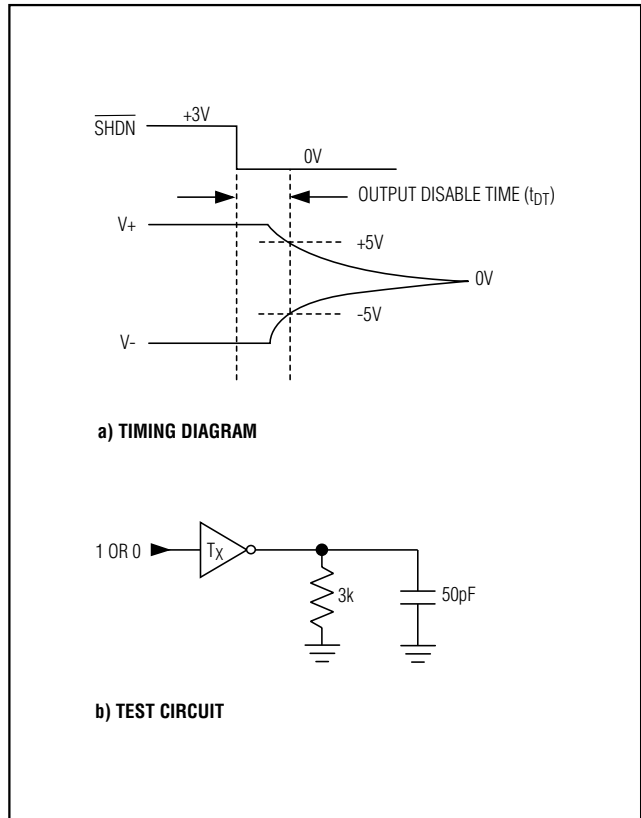 +3V
SHDN
0V
OUTPUT DISABLE TIME (tDT)
V+
+5V
0V
-5V
V-
a) TIMING DIAGRAM
1 OR 0
TX
3k
50pF
b) TEST CIRCUIT